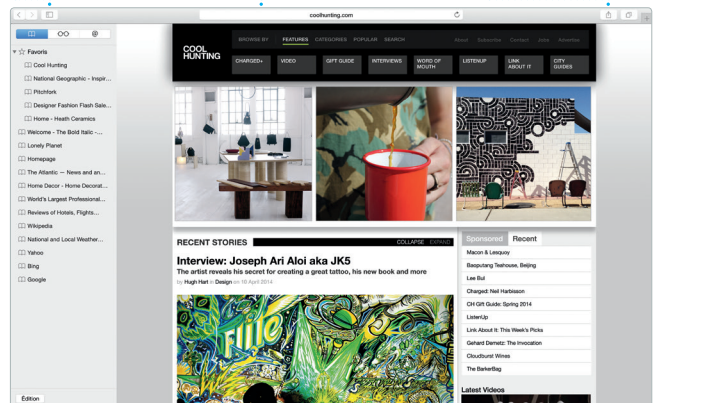 coolhunting.com
@
Favoris
Cool Hunting
National Geographic - Inspir...
Pitchfork
Designer Fashion Flash Sale...
Home - Heath Ceramics
Welcome - The Bold Italic -...
Lonely Planet
Homepage
The Atlantic — News and an...
Home Decor - Home Decorat...
World's Largest Professional...
Reviews of Hotels, Flights...
Wikipedia
National and Local Weather...
Yahoo
Bing
Google
Édition
COOL
HUNTING
BROWSE BY FEATURES CATEGORIES POPULAR SEARCH
About Subscribe Contact Jobs Advertise
CHARGED+ VIDEO GIFT GUIDE INTERVIEWS WORD OF MOUTH LISTENUP LINK ABOUT IT CITY GUIDES
RECENT STORIES COLLAPSE EXPAND
Interview: Joseph Ari Aloi aka JK5
The artist reveals his secret for creating a great tattoo, his new book and more
by Hugh Hart in Design on 16 April 2014
Sponsored Recent
Macon & Lesquoy
Baoputang Teahouse, Beijing
Lee Bul
Charged: Neil Harbisson
CH Gift Guide: Spring 2014
ListenUp
Link About It: This Week's Picks
Gehard Demetz: The Invocation
Cloudburst Wines
The BarkerBag
Latest Videos